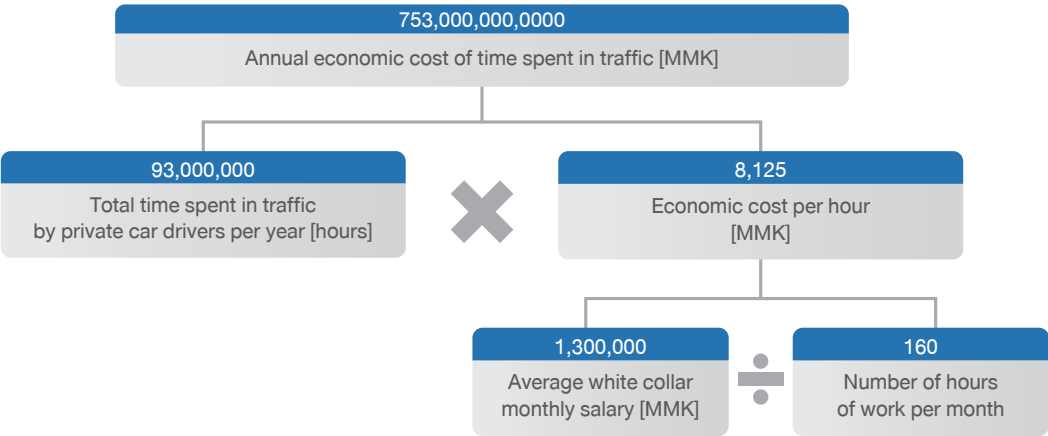 753,000,000,0000
Annual economic cost of time spent in traffic [MMK]
93,000,000
Total time spent in traffic
by private car drivers per year [hours]
8,125
Economic cost per hour
[MMK]
1,300,000
Average white collar
monthly salary [MMK]
160
Number of hours
of work per month